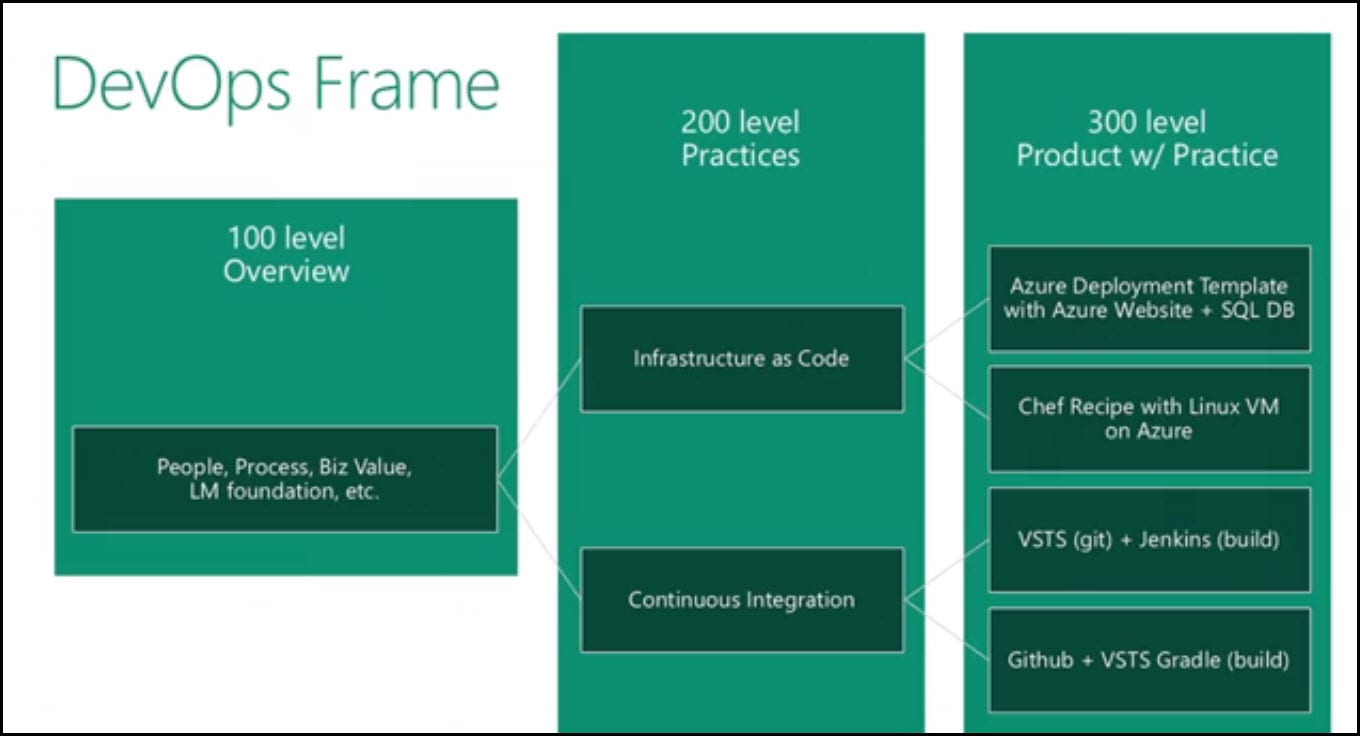 DevOps Frame
100 level
Overview
People, Process, Biz Value,
LM foundation, etc.
200 level
Practices
Infrastructure as Code
Continuous Integration
300 level
Product w/ Practice
Azure Deployment Template
with Azure Website + SQL DB
Chef Recipe with Linux VM
on Azure
VSTS (git) + Jenkins (build)
Github + VSTS Gradle (build)